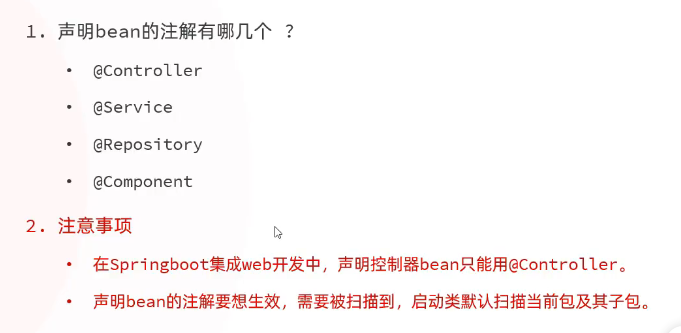 1. 声明bean的注解有哪几个 ？
• @Controller
• @Service
• @Repository
• @Component
2. 注意事项
• 在Springboot集成web开发中，声明控制器bean只能用@Controller。
• 声明bean的注解要想生效，需要被扫描到，启动类默认扫描当前包及其子包。